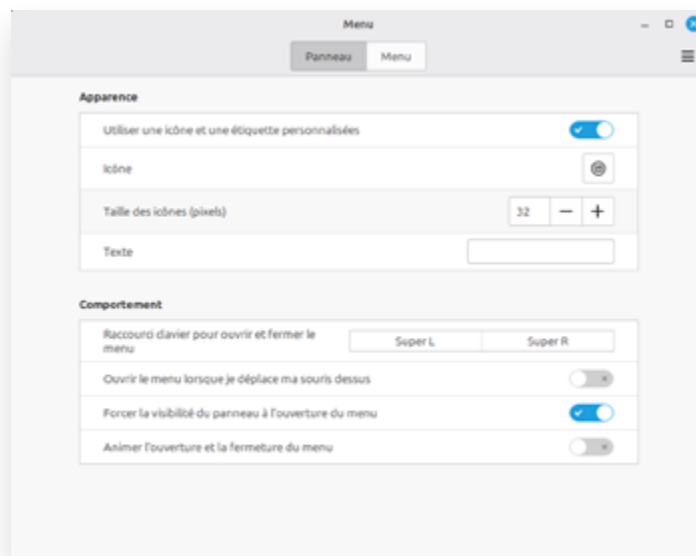 Menu
Panneau Menu
Apparence
Utiliser une icône et une étiquette personnalisées
Icône
Taille des icônes (pixels) 32
Texte
Comportement
Raccourci clavier pour ouvrir et fermer le
menu
Super L Super R
Ouvrir le menu lorsque je déplace ma souris dessus
Forcer la visibilité du panneau à l'ouverture du menu
Animer l'ouverture et la fermeture du menu